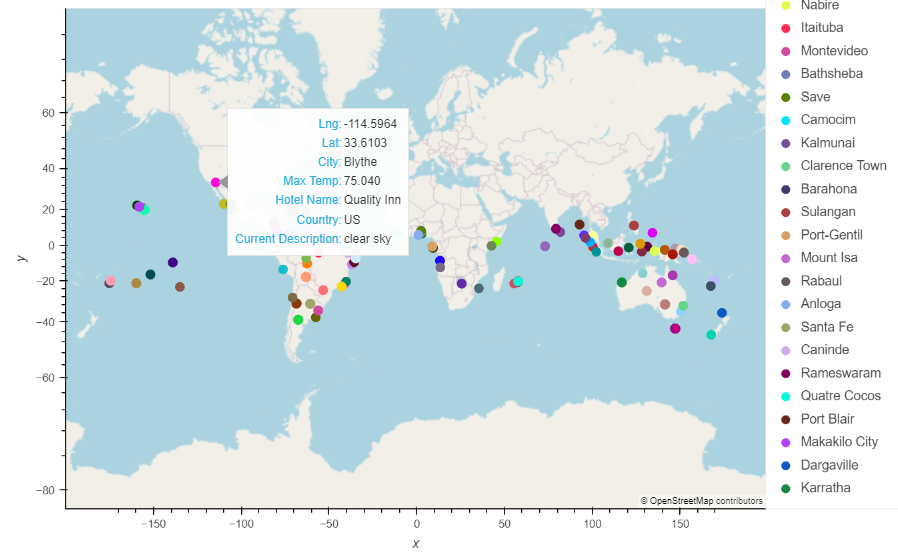 Nabire
Itaituba
Montevideo
Bathsheba
Save
Camocim
Kalmunai
Clarence Town
Barahona
Sulangan
Port-Gentil
Mount Isa
Rabaul
Anloga
Santa Fe
Caninde
Rameswaram
Quatre Cocos
Port Blair
Makakilo City
Dargaville
Karratha
Lng: -114.5964
Lat: 33.6103
City: Blythe
Max Temp: 75.040
Hotel Name: Quality Inn
Country: US
Current Description: clear sky
60
40
20
0
−20
−40
−60
−80
y
© OpenStreetMap contributors
−150
−100
−50
0
50
100
150
x